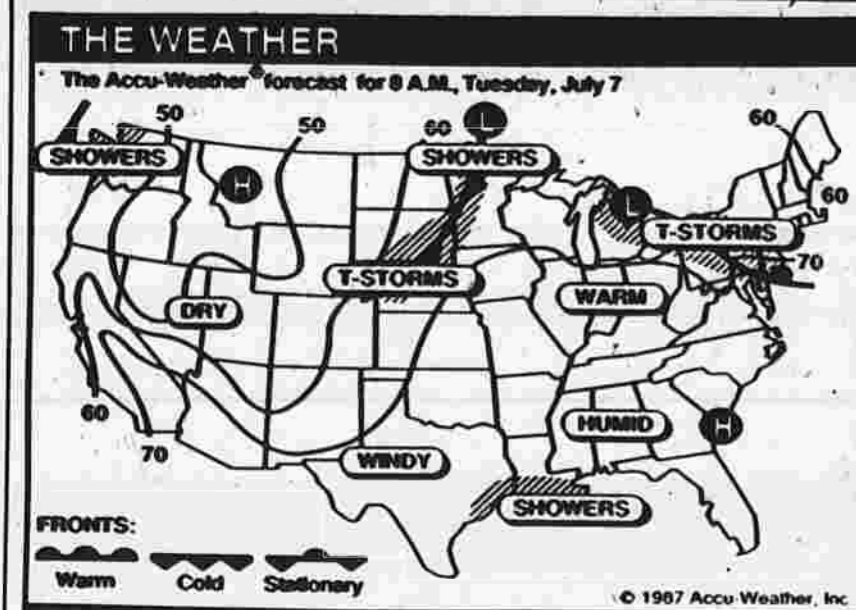 THE WEATHER
The Accu-Weather® forecast for 8 A.M., Tuesday, July 7
50
50
60
L
60
SHOWERS
SHOWERS
H
L
60
T-STORMS
T-STORMS
70
DRY
WARM
60
HUMID
H
70
WINDY
SHOWERS
FRONTS:
Warm
Cold
Stationary
© 1987 Accu-Weather, Inc